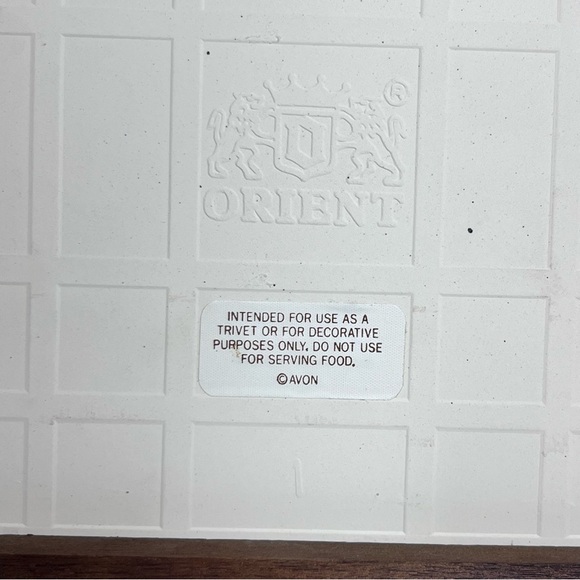 ®
O
ORIENT
INTENDED FOR USE AS A
TRIVET OR FOR DECORATIVE
PURPOSES ONLY. DO NOT USE
FOR SERVING FOOD.
©AVON